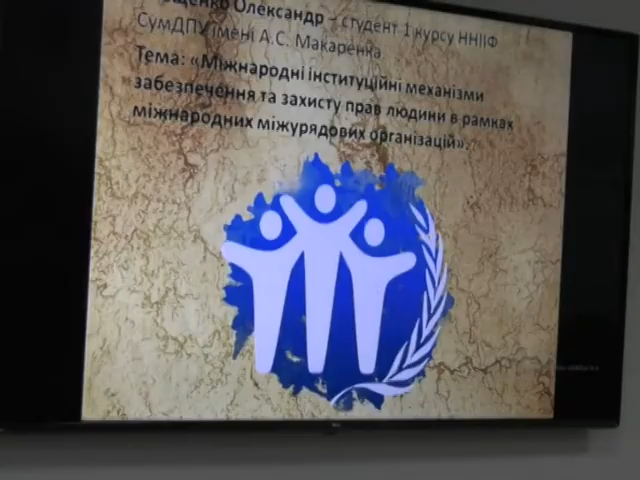 Олександр – студент 1 курсу ННІІФ
СумДПУ імені А.С. Макаренка
Тема: «Міжнародні інституційні механізми
забезпечення та захисту прав людини в рамках
міжнародних міжурядових організацій».